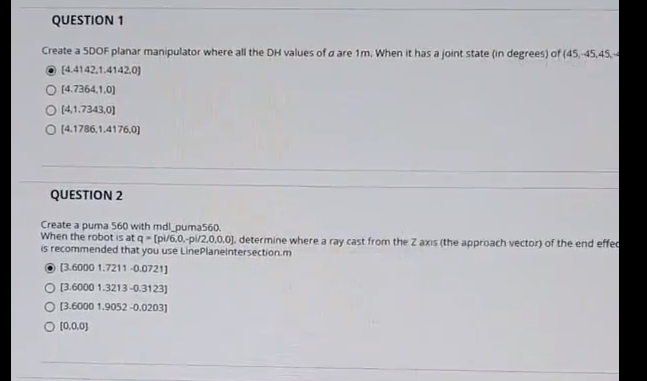 QUESTION 1
Create a 5DOF planar manipulator where all the DH values of a are 1m. When it has a joint state (in degrees) of (45,-45,45,
[4.4142,1.4142,0]
[4.7364,1,0]
[4,1.7343,0]
[4.1786,1.4176,0]
QUESTION 2
Create a puma 560 with mdl_puma560.
When the robot is at q = [pi/6,0,-pi/2,0,0,0], determine where a ray cast from the Z axis (the approach vector) of the end
is recommended that you use LinePlaneIntersection.m
[3.6000 1.7211 -0.0721]
[3.6000 1.3213 -0.3123]
[3.6000 1.9052 -0.0203]
[0,0,0]